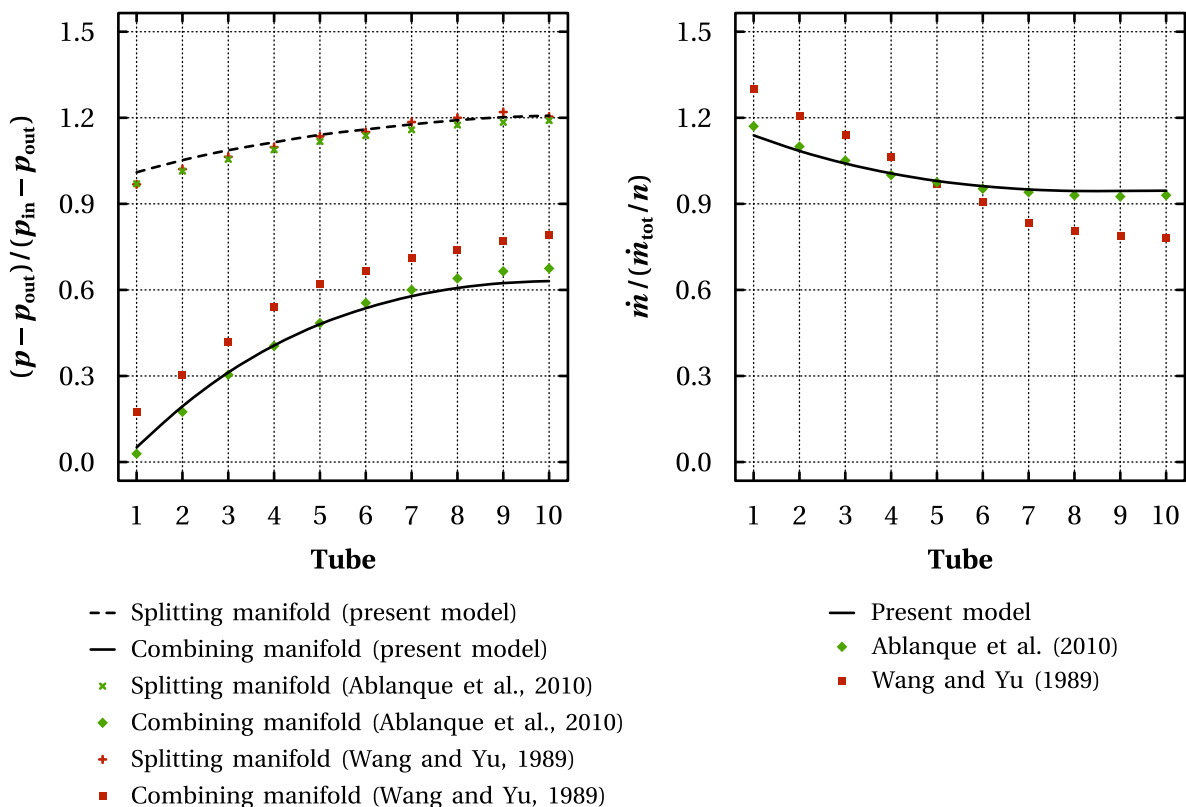 (p − p_out)/(p_in − p_out)
1.5
1.2
0.9
0.6
0.3
0.0
1 2 3 4 5 6 7 8 9 10
Tube
Splitting manifold (present model)
Combining manifold (present model)
Splitting manifold (Ablanque et al., 2010)
Combining manifold (Ablanque et al., 2010)
Splitting manifold (Wang and Yu, 1989)
Combining manifold (Wang and Yu, 1989)
ṁ/(ṁ_tot/n)
1.5
1.2
0.9
0.6
0.3
0.0
1 2 3 4 5 6 7 8 9 10
Tube
Present model
Ablanque et al. (2010)
Wang and Yu (1989)